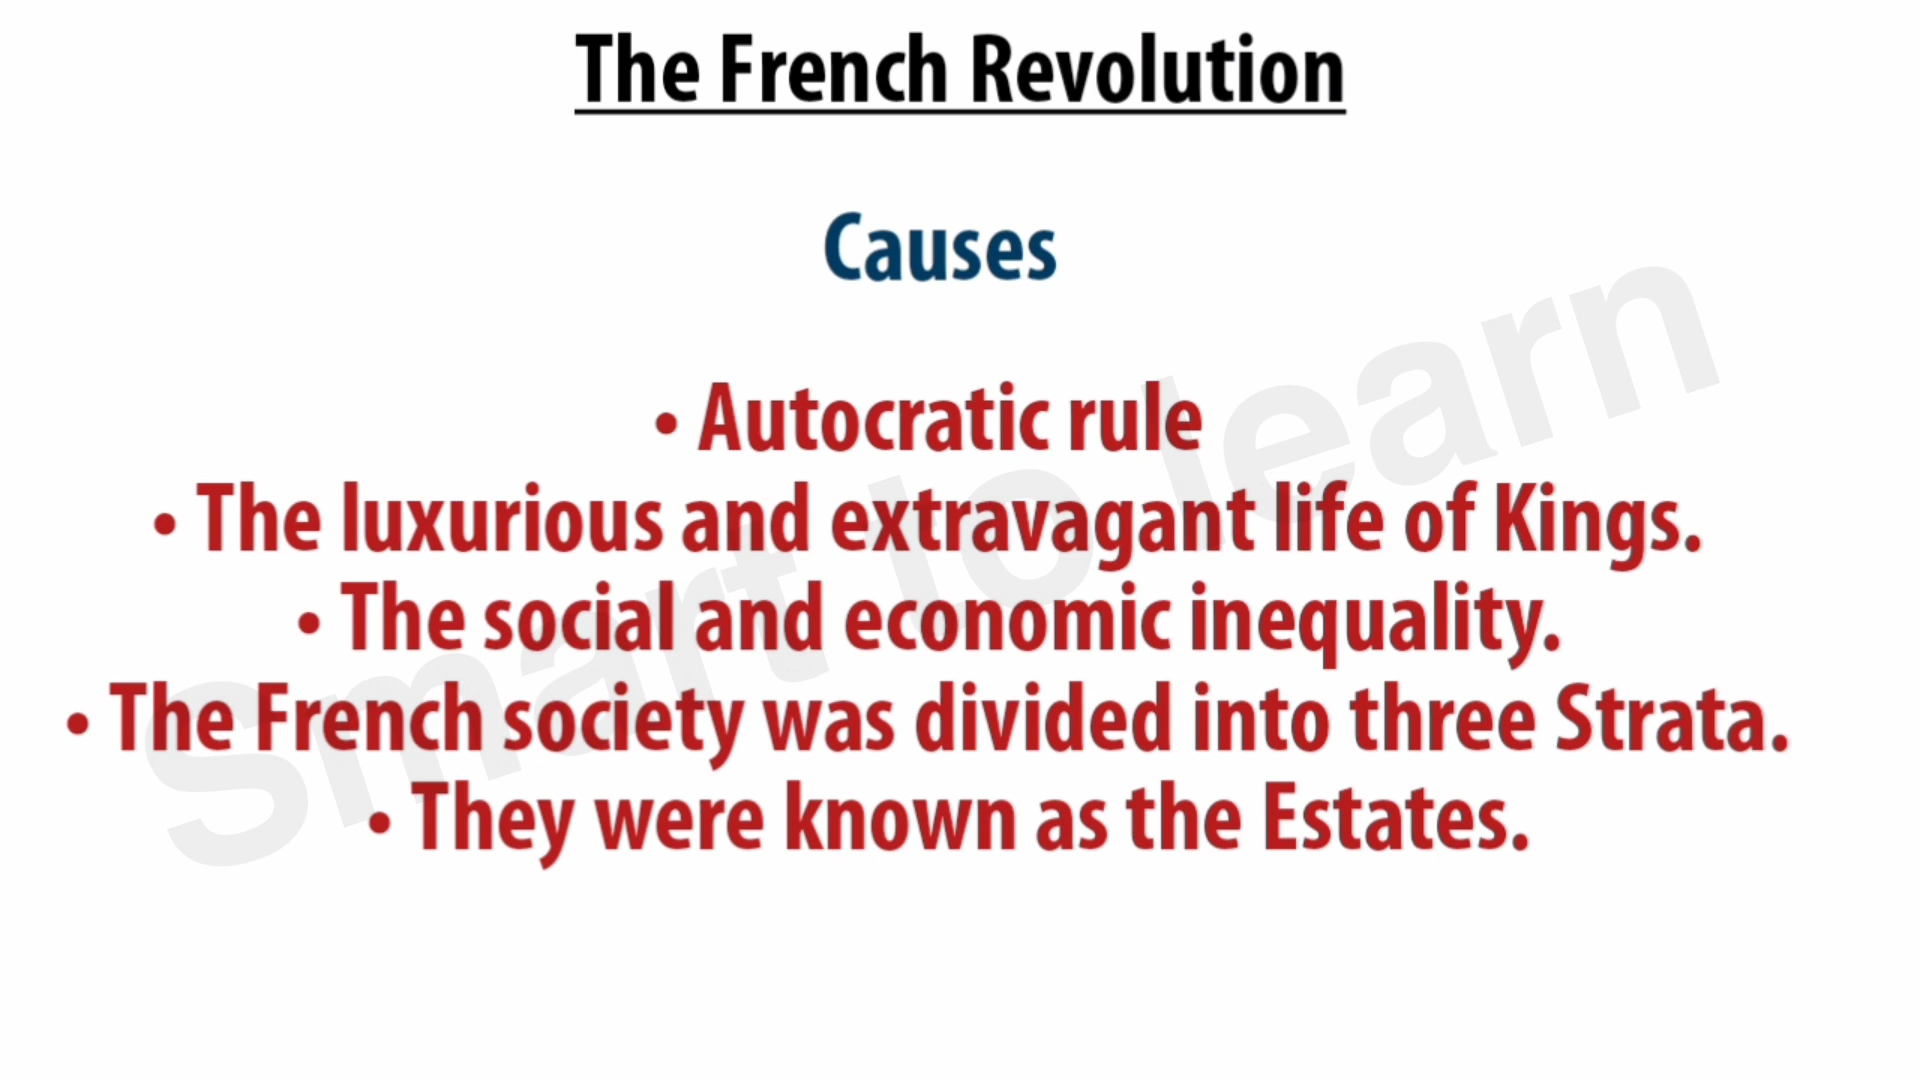 The French Revolution
Causes
• Autocratic rule
• The luxurious and extravagant life of Kings.
• The social and economic inequality.
• The French society was divided into three Strata.
• They were known as the Estates.
Smart to learn